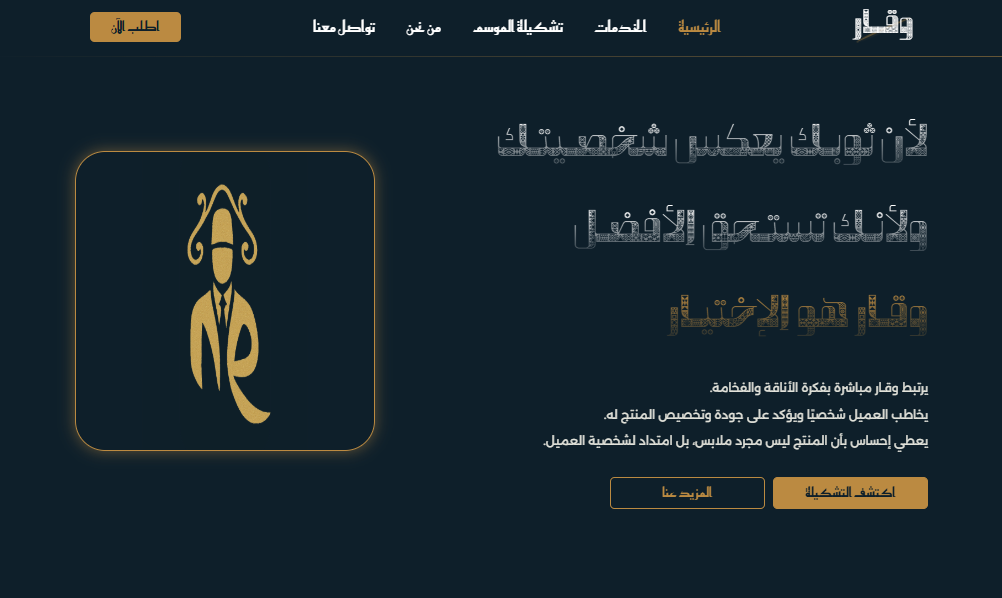 وقار
الرئيسية
الخدمات
تشكيلة الموسم
من نحن
تواصل معنا
اطلب الآن
لأن ثوبك يعكس شخصيتك
ولأنك تستحق الأفضل
وقار هو الإختيار
يرتبط وقار مباشرة بفكرة الأناقة والفخامة.
يخاطب العميل شخصيًا ويؤكد على جودة وتخصيص المنتج له.
يعطي إحساس بأن المنتج ليس مجرد ملابس، بل امتداد لشخصية العميل.
اكتشف التشكيلة
المزيد عنا